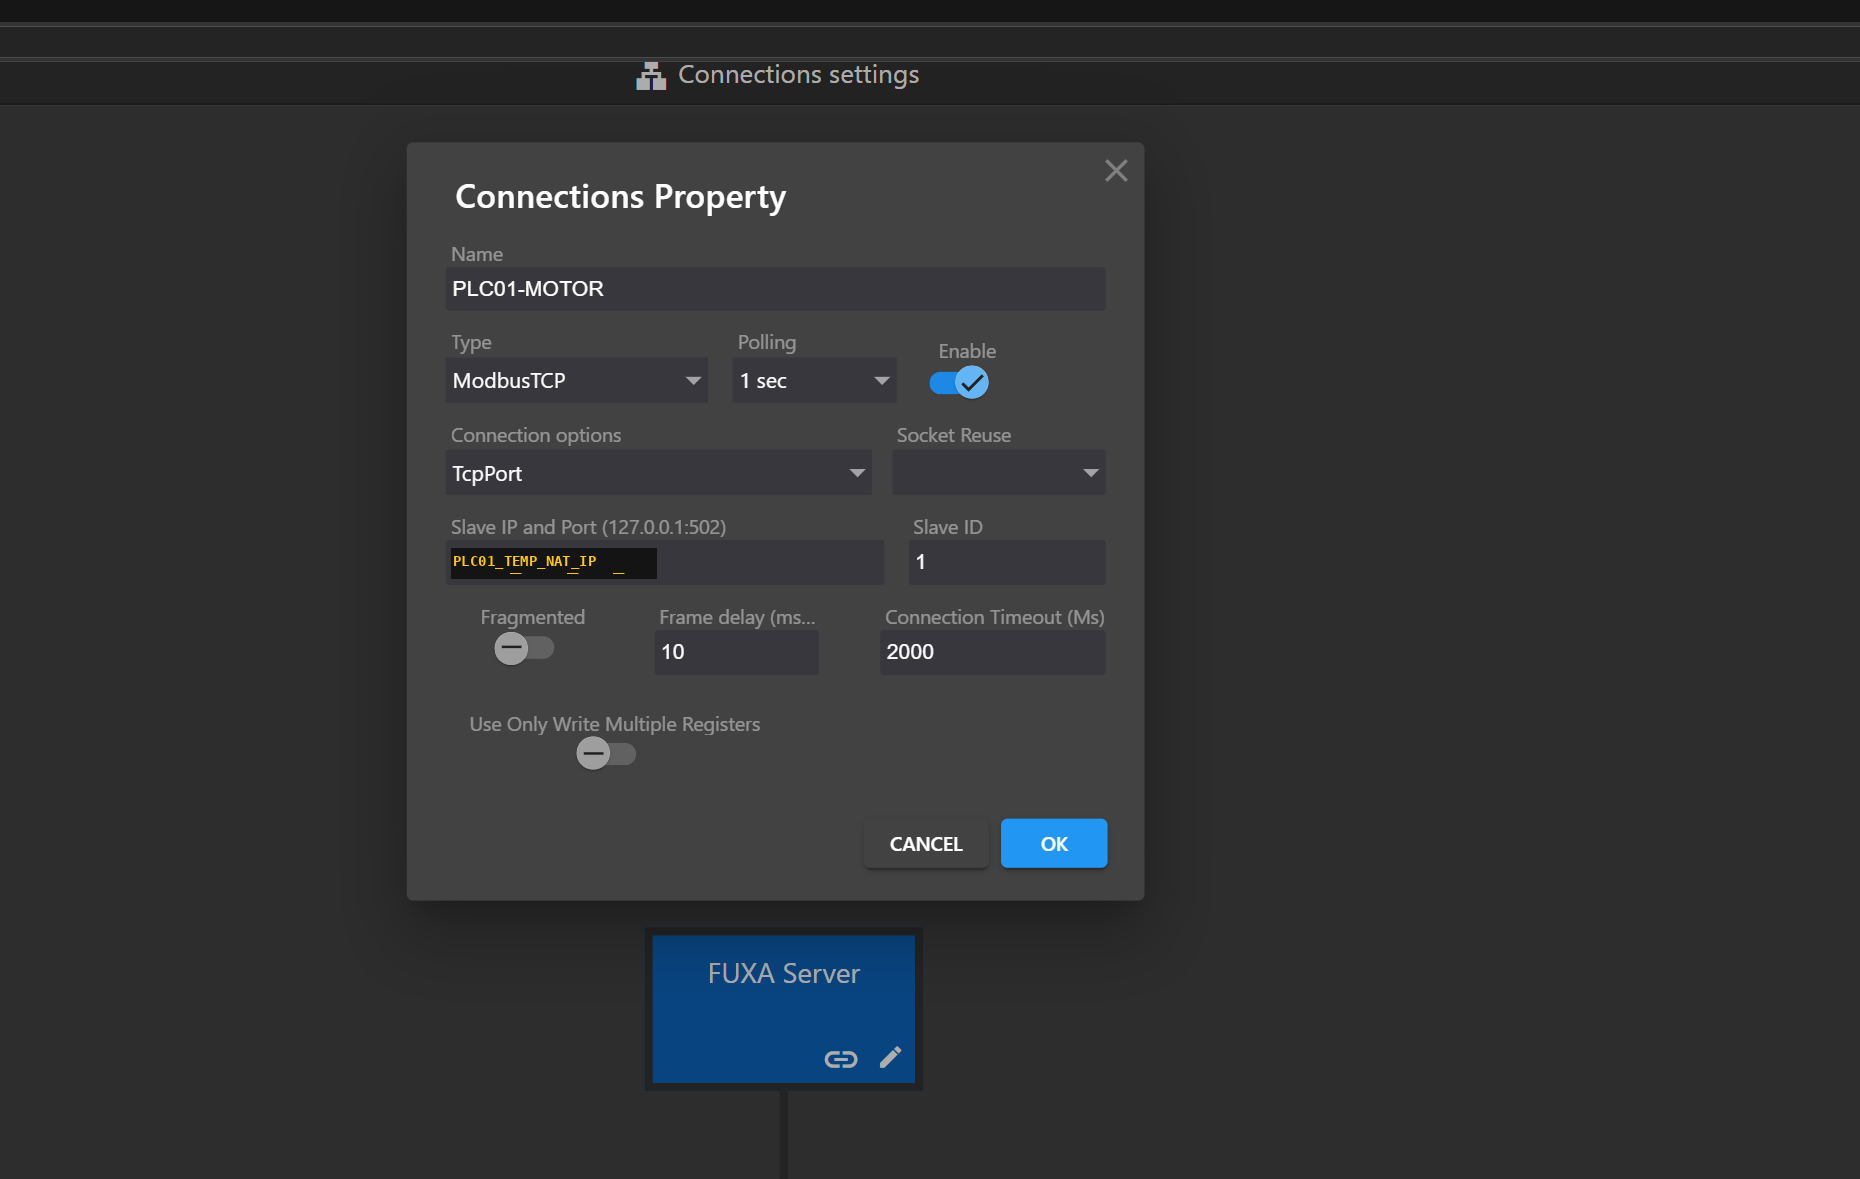 Connections settings
Connections Property
Name
PLC01-MOTOR
Type
Polling
Enable
ModbusTCP
1 sec
Connection options
Socket Reuse
TcpPort
Slave IP and Port (127.0.0.1:502)
Slave ID
PLC01_TEMP_NAT_IP
1
Fragmented
Frame delay (ms...
Connection Timeout (Ms)
10
2000
Use Only Write Multiple Registers
CANCEL
OK
FUXA Server